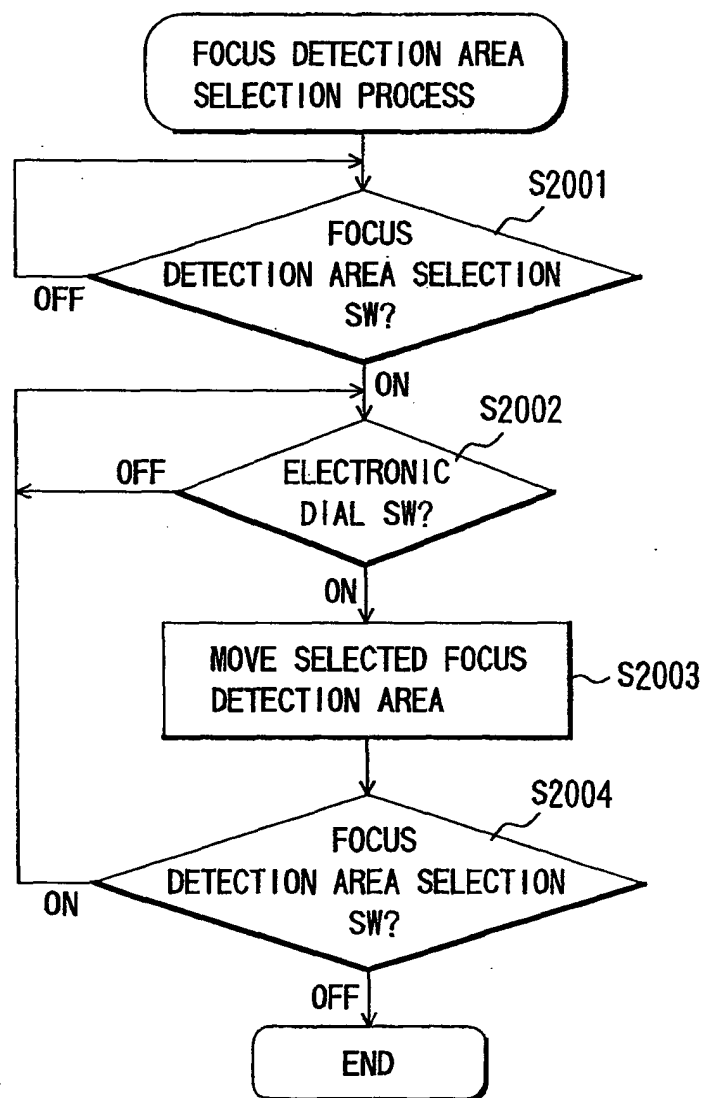 FOCUS DETECTION AREA
SELECTION PROCESS
S2001
FOCUS
DETECTION AREA SELECTION
SW?
OFF
ON
S2002
ELECTRONIC
DIAL SW?
OFF
ON
MOVE SELECTED FOCUS
DETECTION AREA
S2003
S2004
FOCUS
DETECTION AREA SELECTION
SW?
ON
OFF
END